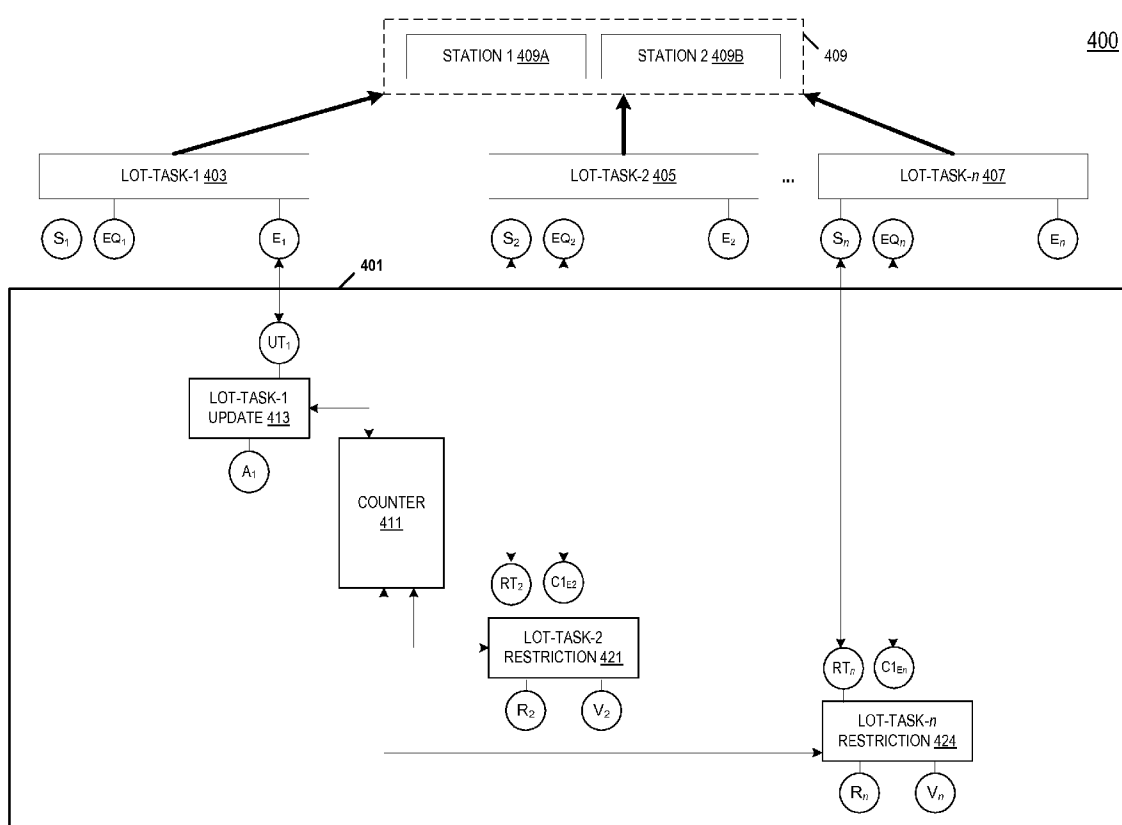 400
STATION 1 409A
STATION 2 409B
409
LOT-TASK-1 403
LOT-TASK-2 405
...
LOT-TASK-n 407
S1
EQ1
E1
S2
EQ2
E2
Sn
EQn
En
401
UT1
LOT-TASK-1
UPDATE 413
A1
COUNTER
411
RT2
C1E2
LOT-TASK-2
RESTRICTION 421
R2
V2
RTn
C1En
LOT-TASK-n
RESTRICTION 424
Rn
Vn